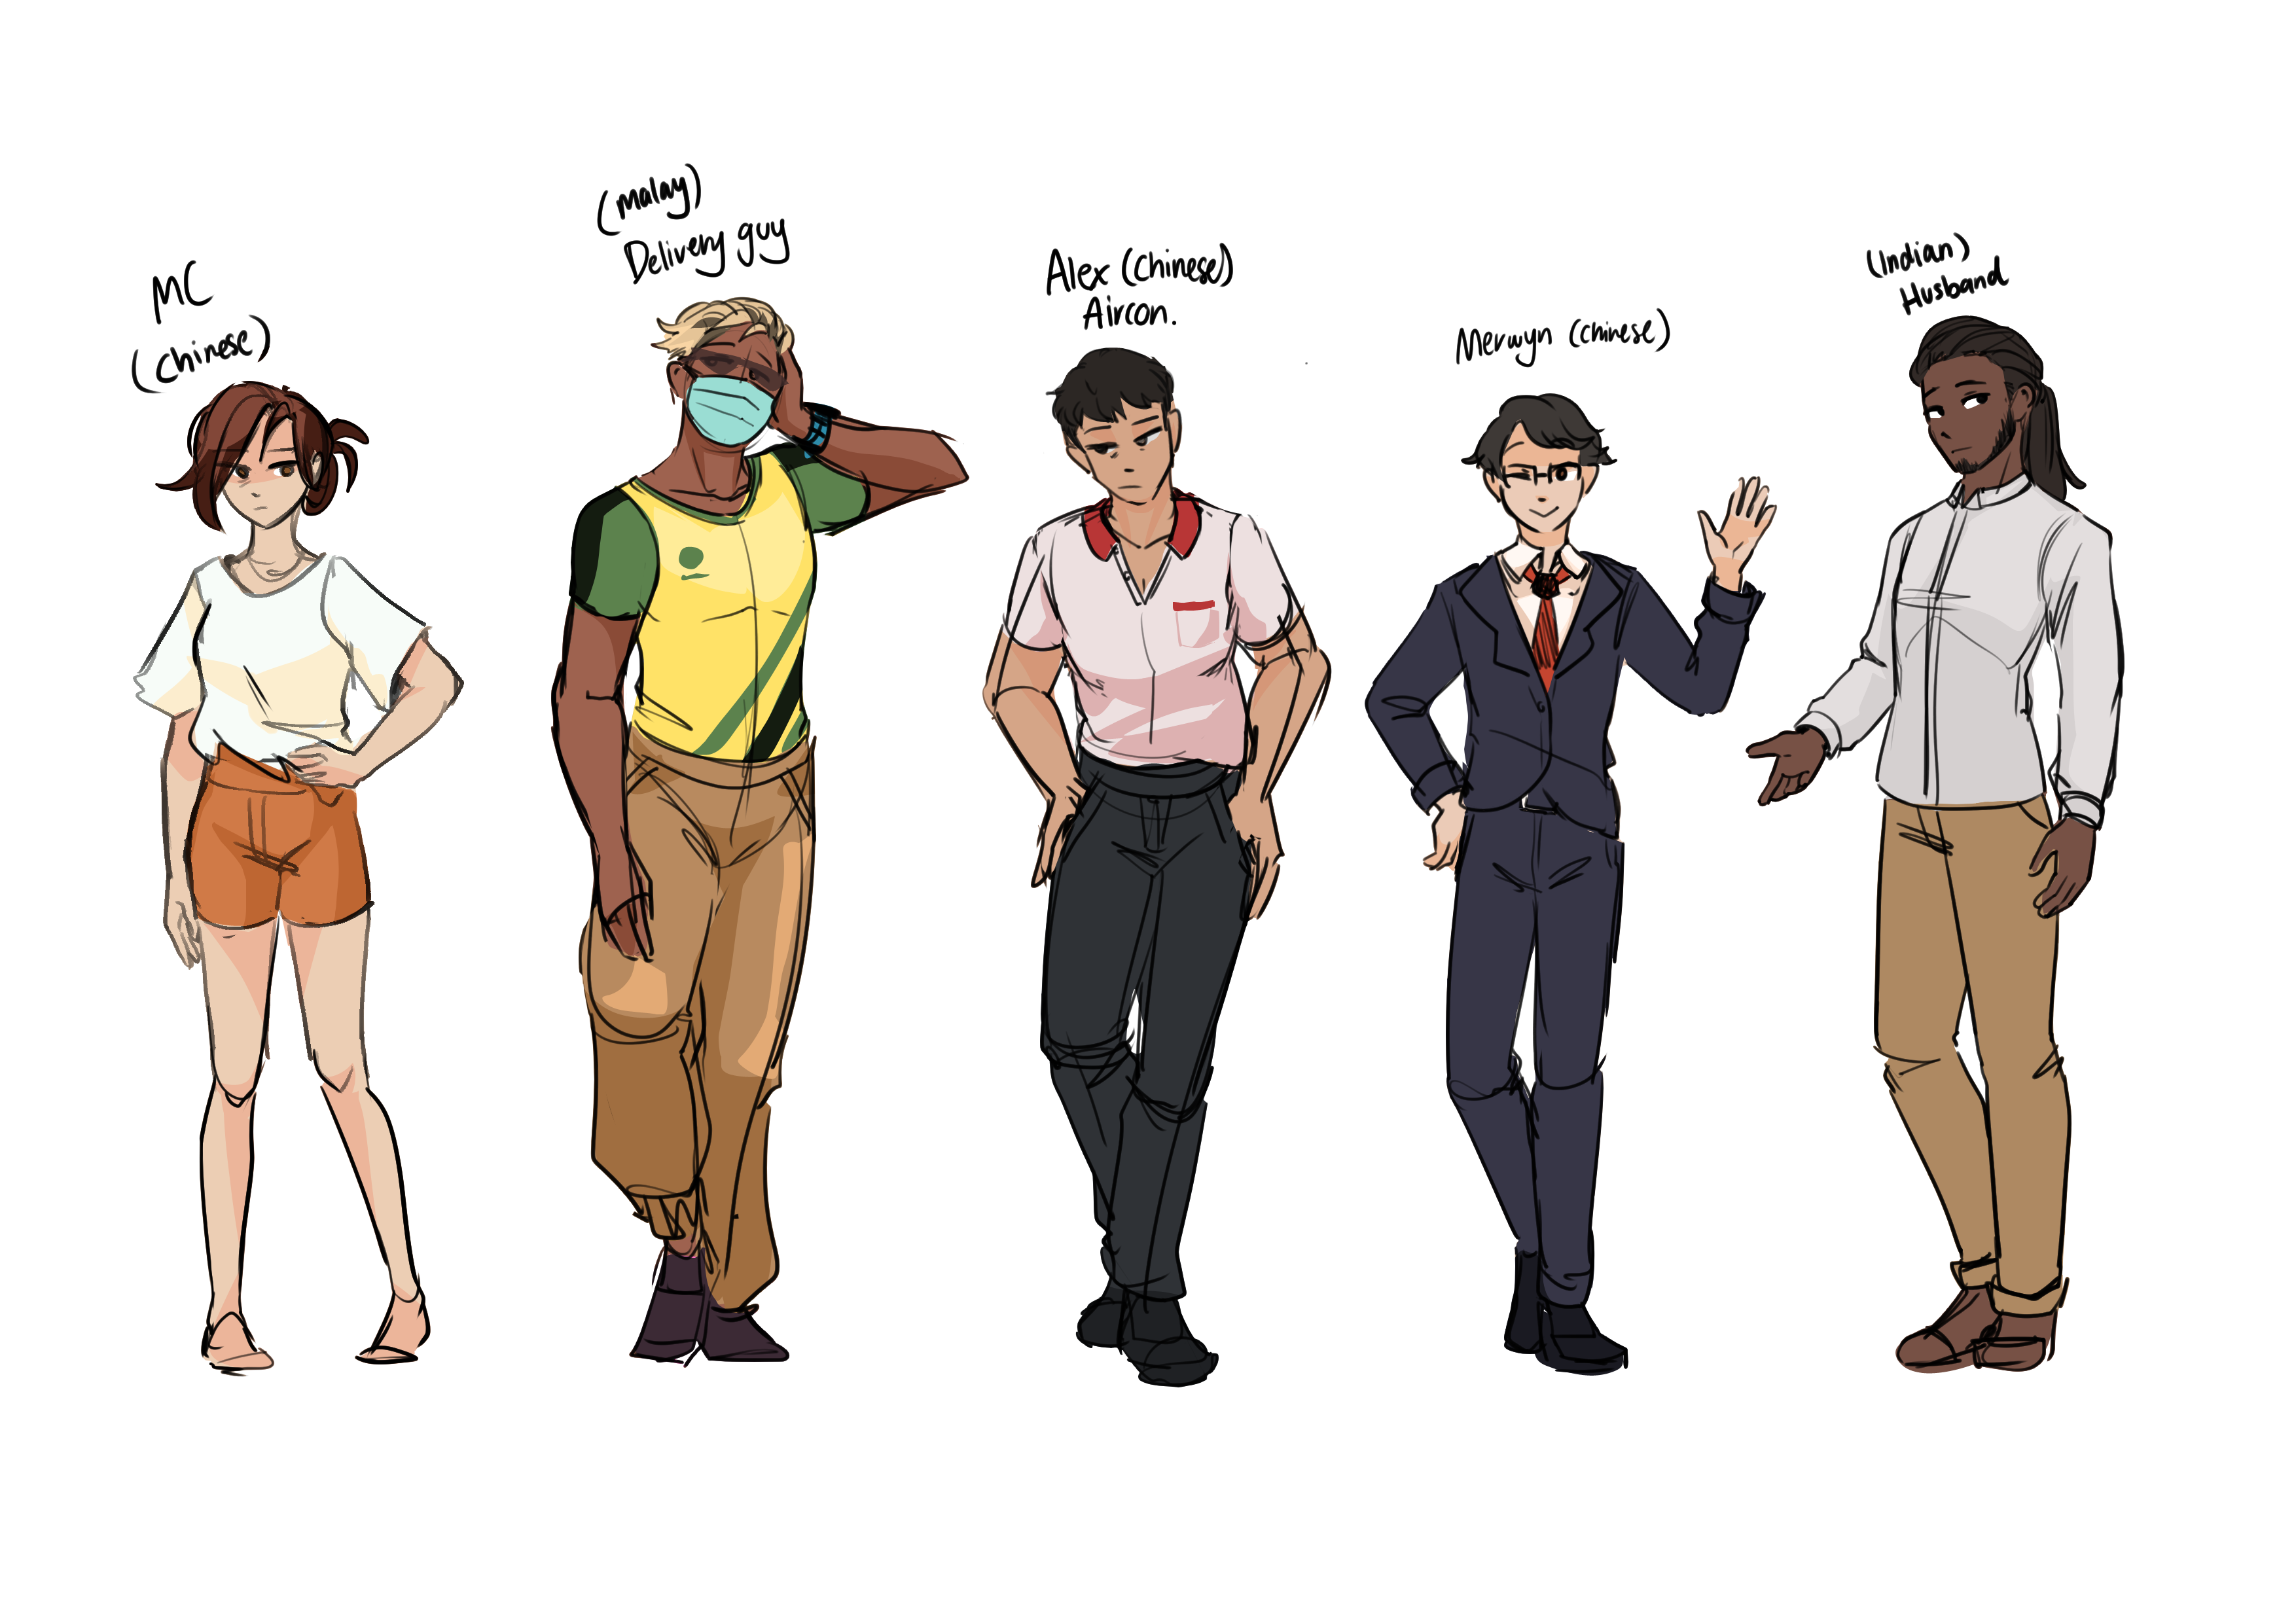 MC
(chinese)
(malay)
Delivery guy
Alex (Chinese)
Aircon.
Merwyn (chinese)
(Indian)
Husband